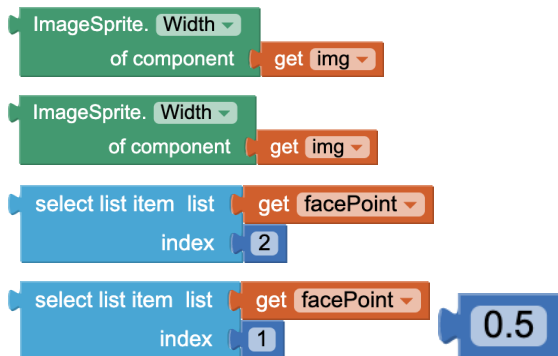 ImageSprite. Width
of component get img
ImageSprite. Width
of component get img
select list item list get facePoint
index 2
select list item list get facePoint
index 1
0.5